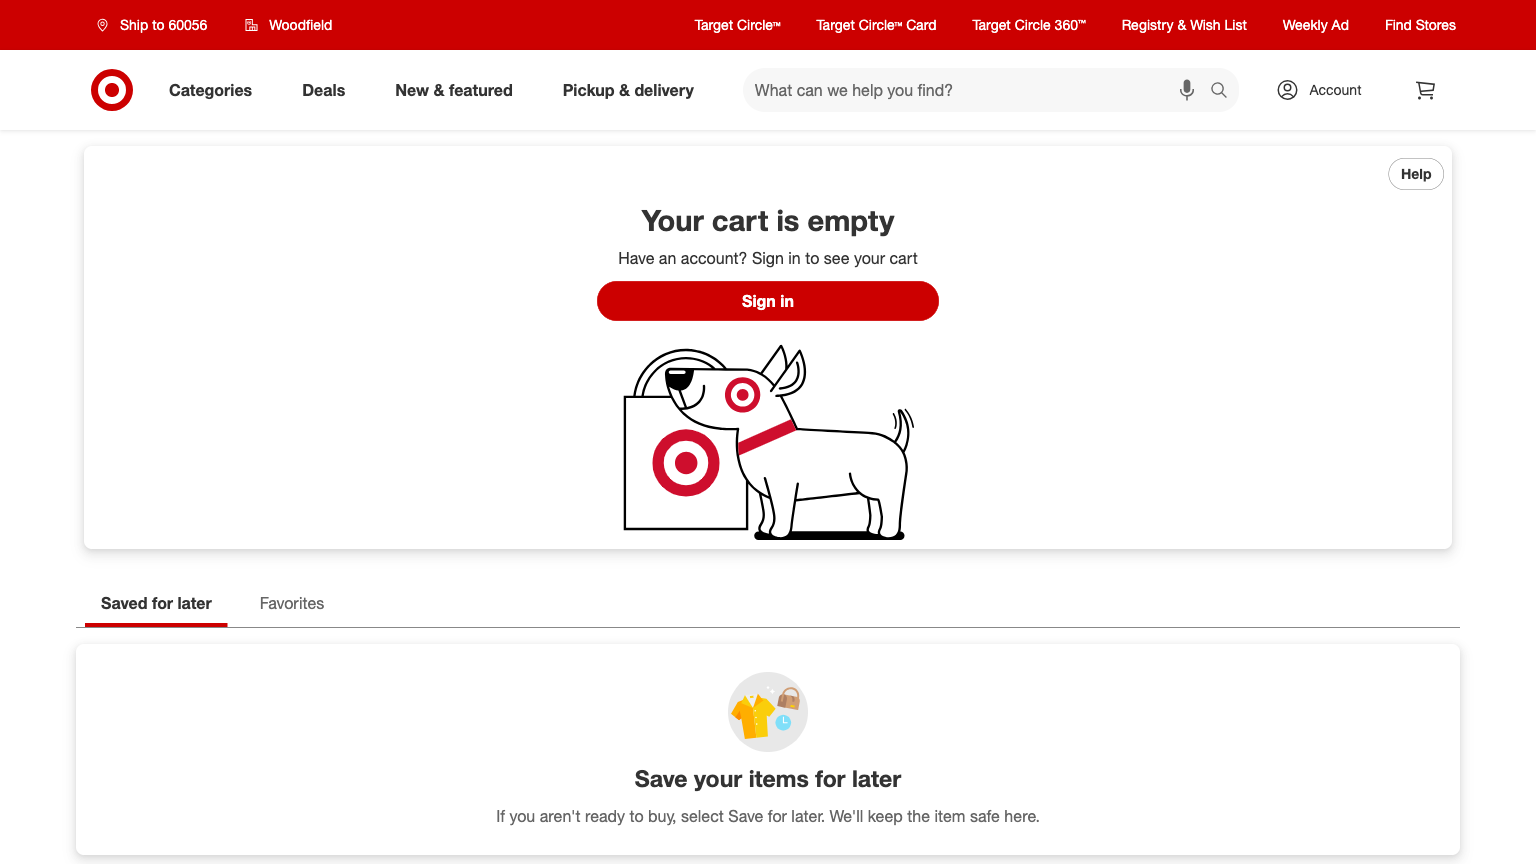 Ship to 60056
Woodfield
Target Circle™
Target Circle™ Card
Target Circle 360™
Registry & Wish List
Weekly Ad
Find Stores
Categories
Deals
New & featured
Pickup & delivery
What can we help you find?
Account
Help
Your cart is empty
Have an account? Sign in to see your cart
Sign in
Saved for later
Favorites
Save your items for later
If you aren't ready to buy, select Save for later. We'll keep the item safe here.